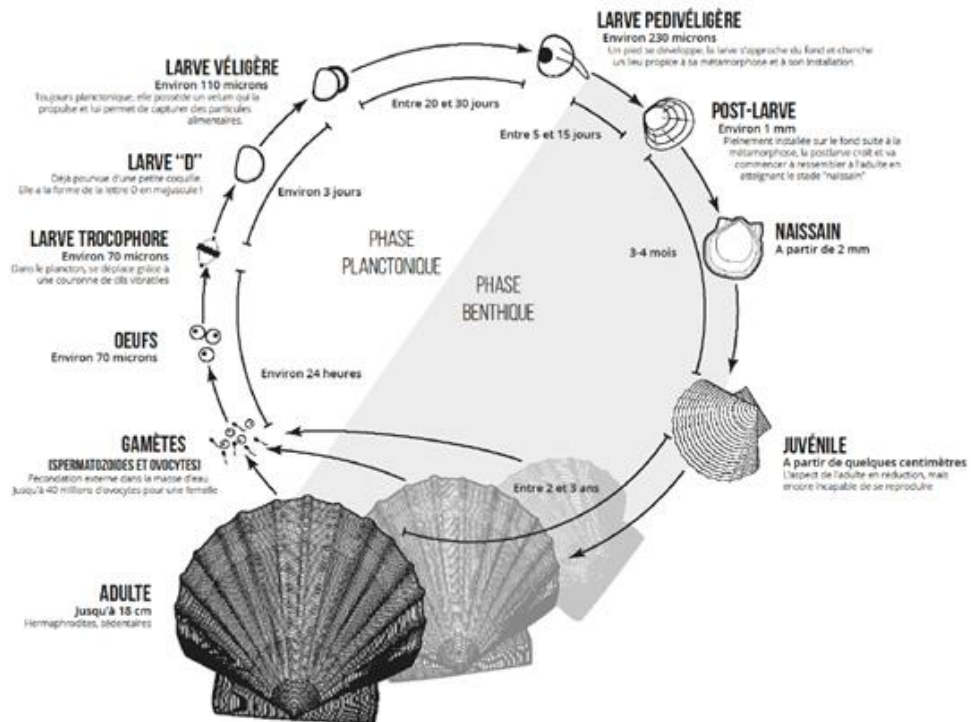 LARVE PEDIVÉLIGÈRE
Environ 230 microns
Un pied se développe, la larve s'approche du fond et cherche
un lieu propice à sa métamorphose et à son installation
LARVE VÉLIGÈRE
Environ 110 microns
Toujours planctonique, elle possède un velum qui la
propulse et lui permet de capturer des particules
alimentaires.
Entre 20 et 30 jours
Entre 5 et 15 jours
POST-LARVE
Environ 1 mm
Pleinement installée sur le fond suite à la
métamorphose, la postlarve croit et va
commencer à ressembler à l'adulte en
atteignant le stade "naissain"
LARVE "D"
Déjà pourvue d'une petite coquille.
Elle a la forme de la lettre D en majuscule !
Environ 3 jours
LARVE TROCOPHORE
Environ 70 microns
Dans le plancton, se déplace grâce à
une couronne de cils vibratiles
PHASE
PLANCTONIQUE
PHASE
BENTHIQUE
3-4 mois
NAISSAIN
A partir de 2 mm
OEUFS
Environ 70 microns
Environ 24 heures
GAMÈTES
(SPERMATOZOIDES ET OVOCYTES)
Fécondation externe dans la masse d'eau
Jusqu'à 40 millions d'ovocytes pour une femelle
JUVÉNILE
A partir de quelques centimètres
L'aspect de l'adulte en réduction, mais
encore incapable de se reproduire
Entre 2 et 3 ans
ADULTE
Jusqu'à 18 cm
Hermaphrodites, sédentaires